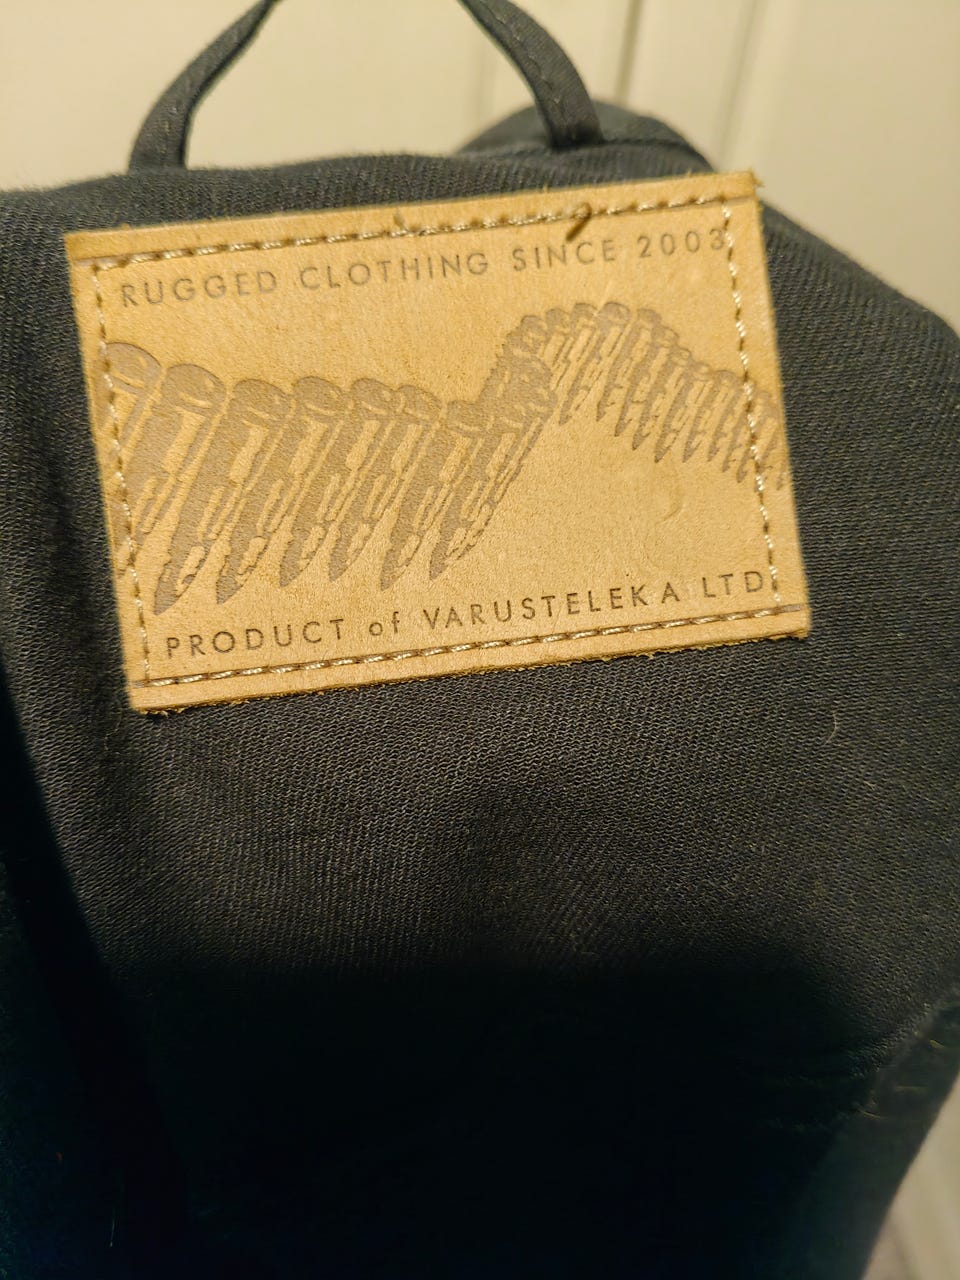 RUGGED CLOTHING SINCE 2003
PRODUCT of VARUSTELEKA LTD